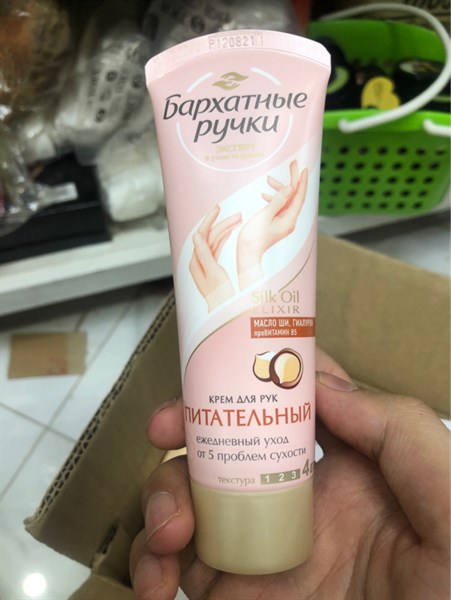 P120821
Бархатные
ручки
ЭКСПЕРТ
Silk Oil
ELIXIR
МАСЛО ШИ,
проВИТАМИН B5
КРЕМ ДЛЯ РУК
ПИТАТЕЛЬНЫЙ
ежедневный уход
от 5 проблем сухости
текстура 1 2 3